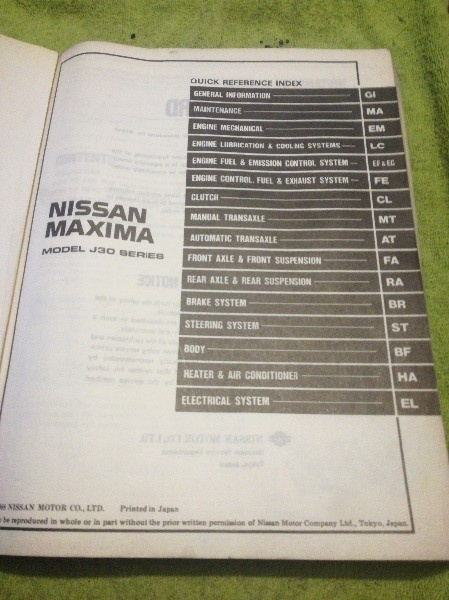 QUICK REFERENCE INDEX
GENERAL INFORMATION GI
MAINTENANCE MA
ENGINE MECHANICAL EM
ENGINE LUBRICATION & COOLING SYSTEMS LC
ENGINE FUEL & EMISSION CONTROL SYSTEM EF & EC
ENGINE CONTROL, FUEL & EXHAUST SYSTEM FE
CLUTCH CL
MANUAL TRANSAXLE MT
AUTOMATIC TRANSAXLE AT
FRONT AXLE & FRONT SUSPENSION FA
REAR AXLE & REAR SUSPENSION RA
BRAKE SYSTEM BR
STEERING SYSTEM ST
BODY BF
HEATER & AIR CONDITIONER HA
ELECTRICAL SYSTEM EL
NISSAN
MAXIMA
MODEL J30 SERIES
NISSAN MOTOR CO., LTD. Printed in Japan
be reproduced in whole or in part without the prior written permission of Nissan Motor Company Ltd., Tokyo, Japan.